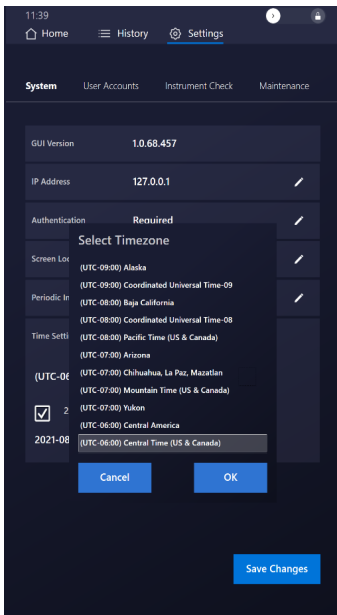 11:39
Home History Settings
System User Accounts Instrument Check Maintenance
GUI Version 1.0.68.457
IP Address 127.0.0.1
Authentication Required
Select Timezone
Screen Loc
(UTC-09:00) Alaska
(UTC-09:00) Coordinated Universal Time-09
Periodic In
(UTC-08:00) Baja California
(UTC-08:00) Coordinated Universal Time-08
Time Setti
(UTC-08:00) Pacific Time (US & Canada)
(UTC-07:00) Arizona
(UTC-06
(UTC-07:00) Chihuahua, La Paz, Mazatlan
(UTC-07:00) Mountain Time (US & Canada)
(UTC-07:00) Yukon
2
(UTC-06:00) Central America
2021-08
(UTC-06:00) Central Time (US & Canada)
Cancel OK
Save Changes